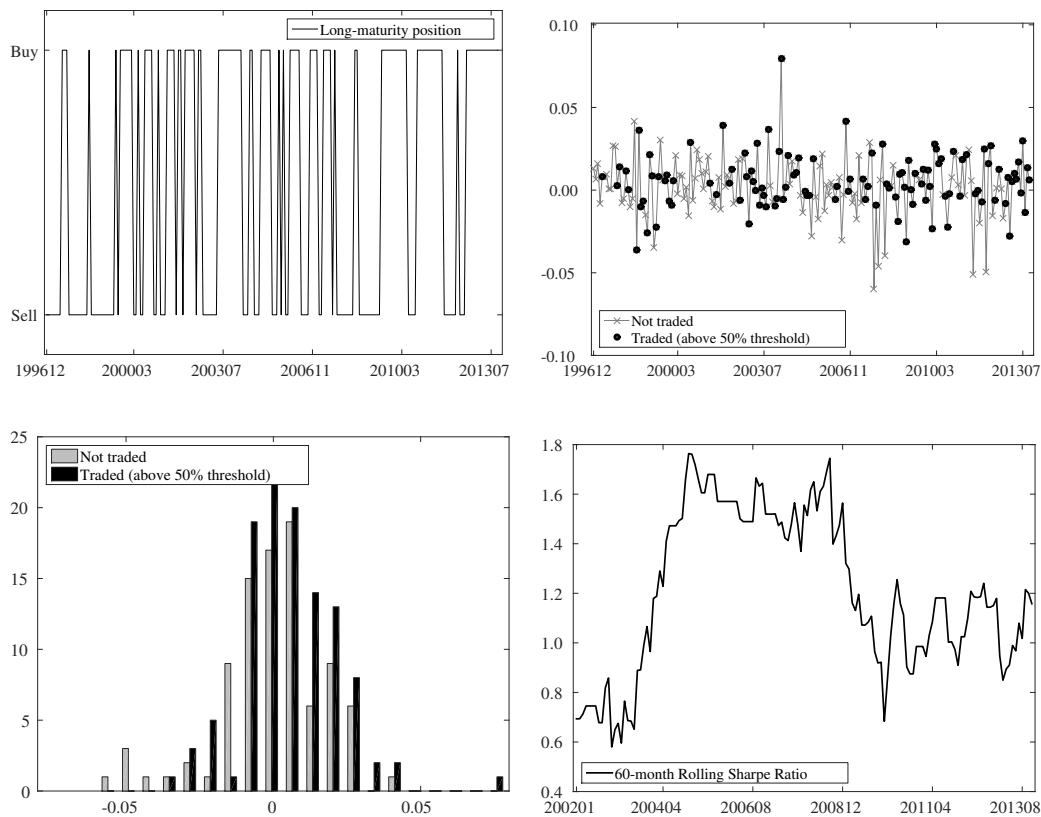 Long-maturity position
Buy
Sell
199612 200003 200307 200611 201003 201307
0.10
0.05
0.00
-0.05
-0.10
Not traded
Traded (above 50% threshold)
199612 200003 200307 200611 201003 201307
25
20
15
10
5
0
Not traded
Traded (above 50% threshold)
-0.05 0 0.05
1.8
1.6
1.4
1.2
1.0
0.8
0.6
0.4
60-month Rolling Sharpe Ratio
200201 200404 200608 200812 201104 201308